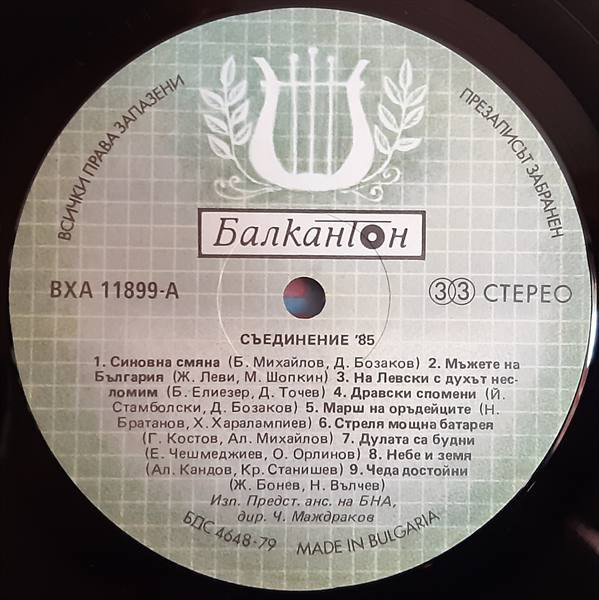 ВСИЧКИ ПРАВА ЗАПАЗЕНИ
ПРЕЗАПИСЪТ ЗАБРАНЕН
Балкантон
ВХА 11899-А
33 СТЕРЕО
СЪЕДИНЕНИЕ '85
1. Синовна смяна (Б. Михайлов, Д. Бозаков) 2. Мъжете на
България (Ж. Леви, М. Шопкин) 3. На Левски с духът нес-
ломим (Б. Елиезер, Д. Точев) 4. Дравски спомени (Й.
Стамболски, Д. Бозаков) 5. Марш на оръдейците (Н.
Братанов, Х. Харалампиев) 6. Стреля мощна батарея
(Г. Костов, Ал. Михайлов) 7. Дулата са будни
(Е. Чешмеджиев, О. Орлинов) 8. Небе и земя
(Ал. Кандов, Кр. Станишев) 9. Чеда достойни
(Ж. Бонев, Н. Вълчев)
Изп. Предст. анс. на БНА,
дир. Ч. Маждраков
БДС 4648-79 MADE IN BULGARIA